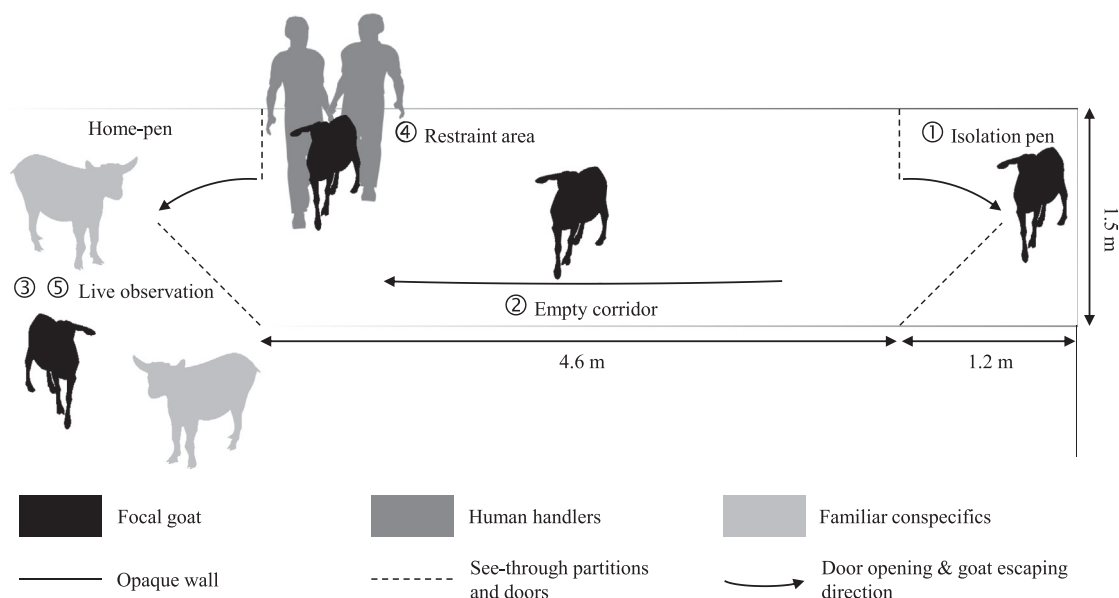 Home-pen
④ Restraint area
① Isolation pen
1.5 m
③ ⑤ Live observation
② Empty corridor
4.6 m
1.2 m
Focal goat
Human handlers
Familiar conspecifics
Opaque wall
See-through partitions
and doors
Door opening & goat escaping
direction